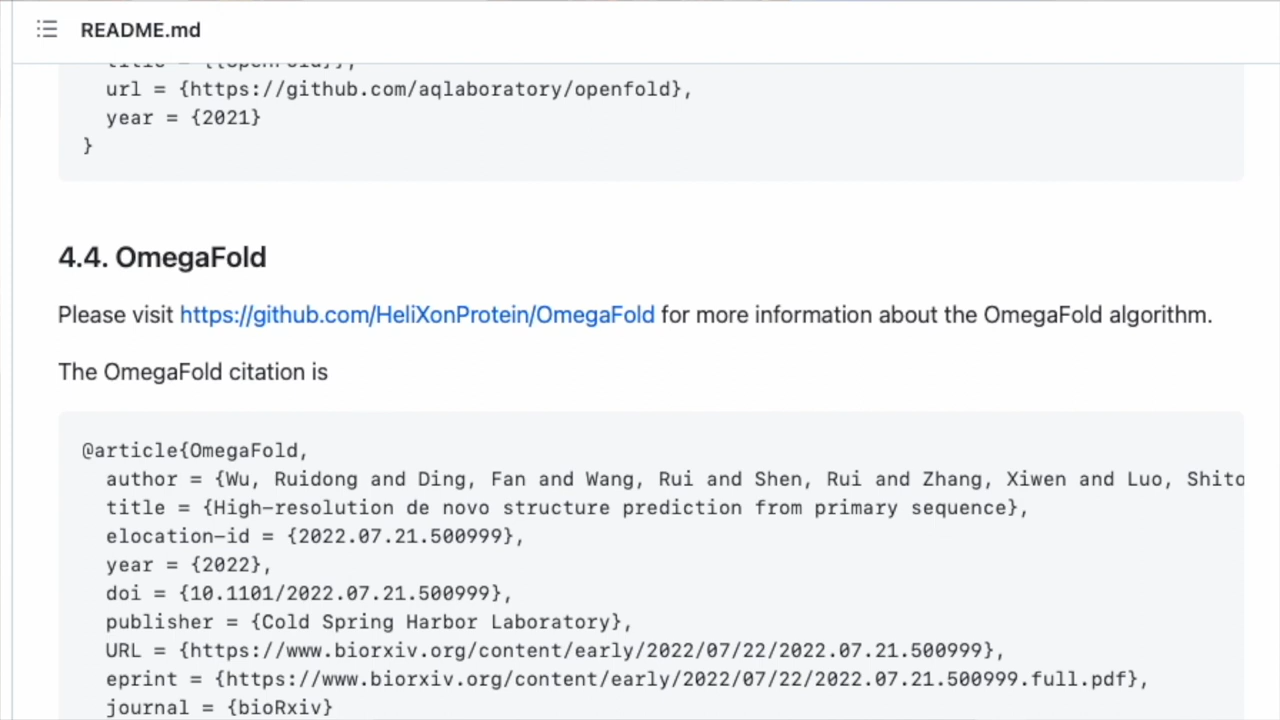 README.md
title = {{OpenFold}},
url = {https://github.com/aqlaboratory/openfold},
year = {2021}
}
4.4. OmegaFold
Please visit https://github.com/HeliXonProtein/OmegaFold for more information about the OmegaFold algorithm.
The OmegaFold citation is
@article{OmegaFold,
author = {Wu, Ruidong and Ding, Fan and Wang, Rui and Shen, Rui and Zhang, Xiwen and Luo, Shito
title = {High-resolution de novo structure prediction from primary sequence},
elocation-id = {2022.07.21.500999},
year = {2022},
doi = {10.1101/2022.07.21.500999},
publisher = {Cold Spring Harbor Laboratory},
URL = {https://www.biorxiv.org/content/early/2022/07/22/2022.07.21.500999},
eprint = {https://www.biorxiv.org/content/early/2022/07/22/2022.07.21.500999.full.pdf},
journal = {bioRxiv}